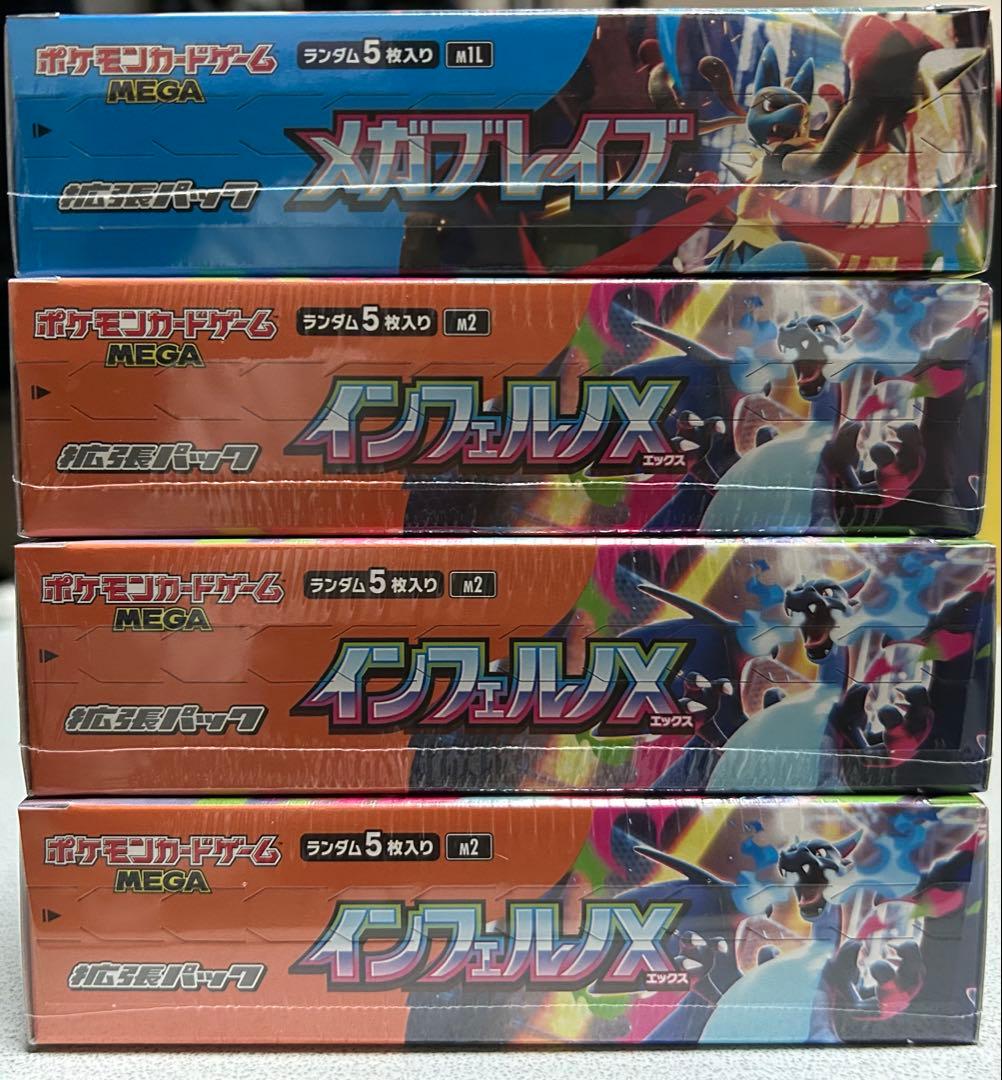 ポケモンカードゲーム ランダム5枚入り M1L
MEGA
メガブレイブ
拡張パック
ポケモンカードゲーム ランダム5枚入り M2
MEGA
インフェルノX
エックス
拡張パック
ポケモンカードゲーム ランダム5枚入り M2
MEGA
インフェルノX
エックス
拡張パック
ポケモンカードゲーム ランダム5枚入り M2
MEGA
インフェルノX
エックス
拡張パック